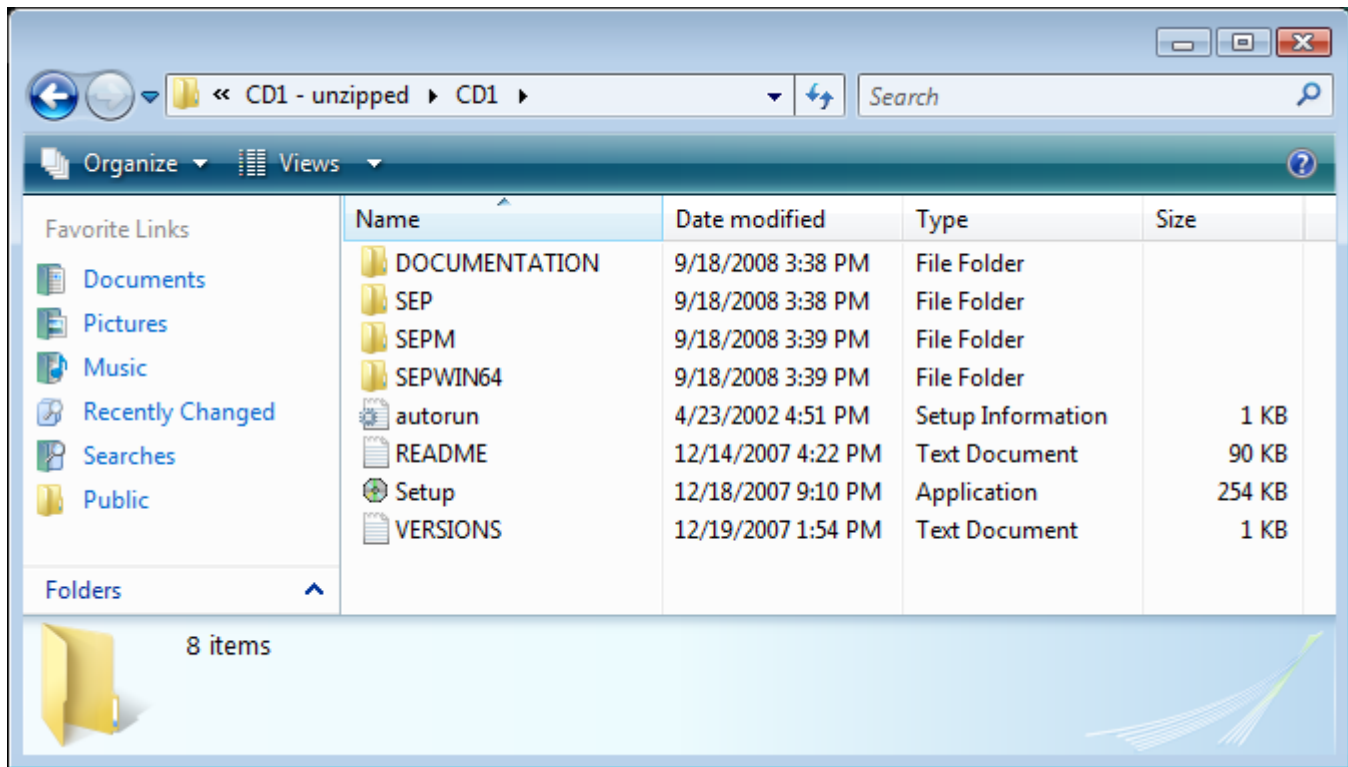 « CD1 - unzipped CD1
Search
Organize Views
Favorite Links
Documents
Pictures
Music
Recently Changed
Searches
Public
Folders
Name Date modified Type Size
DOCUMENTATION 9/18/2008 3:38 PM File Folder
SEP 9/18/2008 3:38 PM File Folder
SEPM 9/18/2008 3:39 PM File Folder
SEPWIN64 9/18/2008 3:39 PM File Folder
autorun 4/23/2002 4:51 PM Setup Information 1 KB
README 12/14/2007 4:22 PM Text Document 90 KB
Setup 12/18/2007 9:10 PM Application 254 KB
VERSIONS 12/19/2007 1:54 PM Text Document 1 KB
8 items